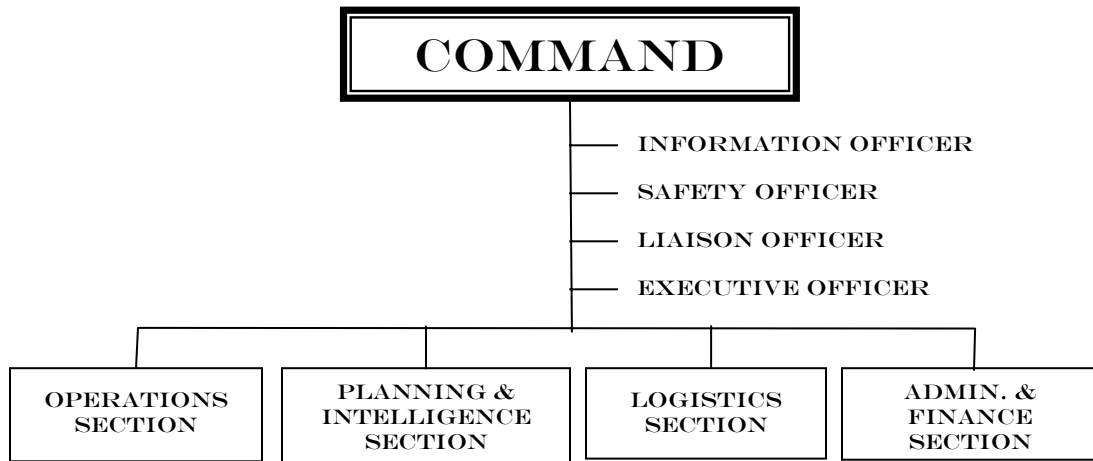 COMMAND
INFORMATION OFFICER
SAFETY OFFICER
LIAISON OFFICER
EXECUTIVE OFFICER
OPERATIONS
SECTION
PLANNING &
INTELLIGENCE
SECTION
LOGISTICS
SECTION
ADMIN. &
FINANCE
SECTION